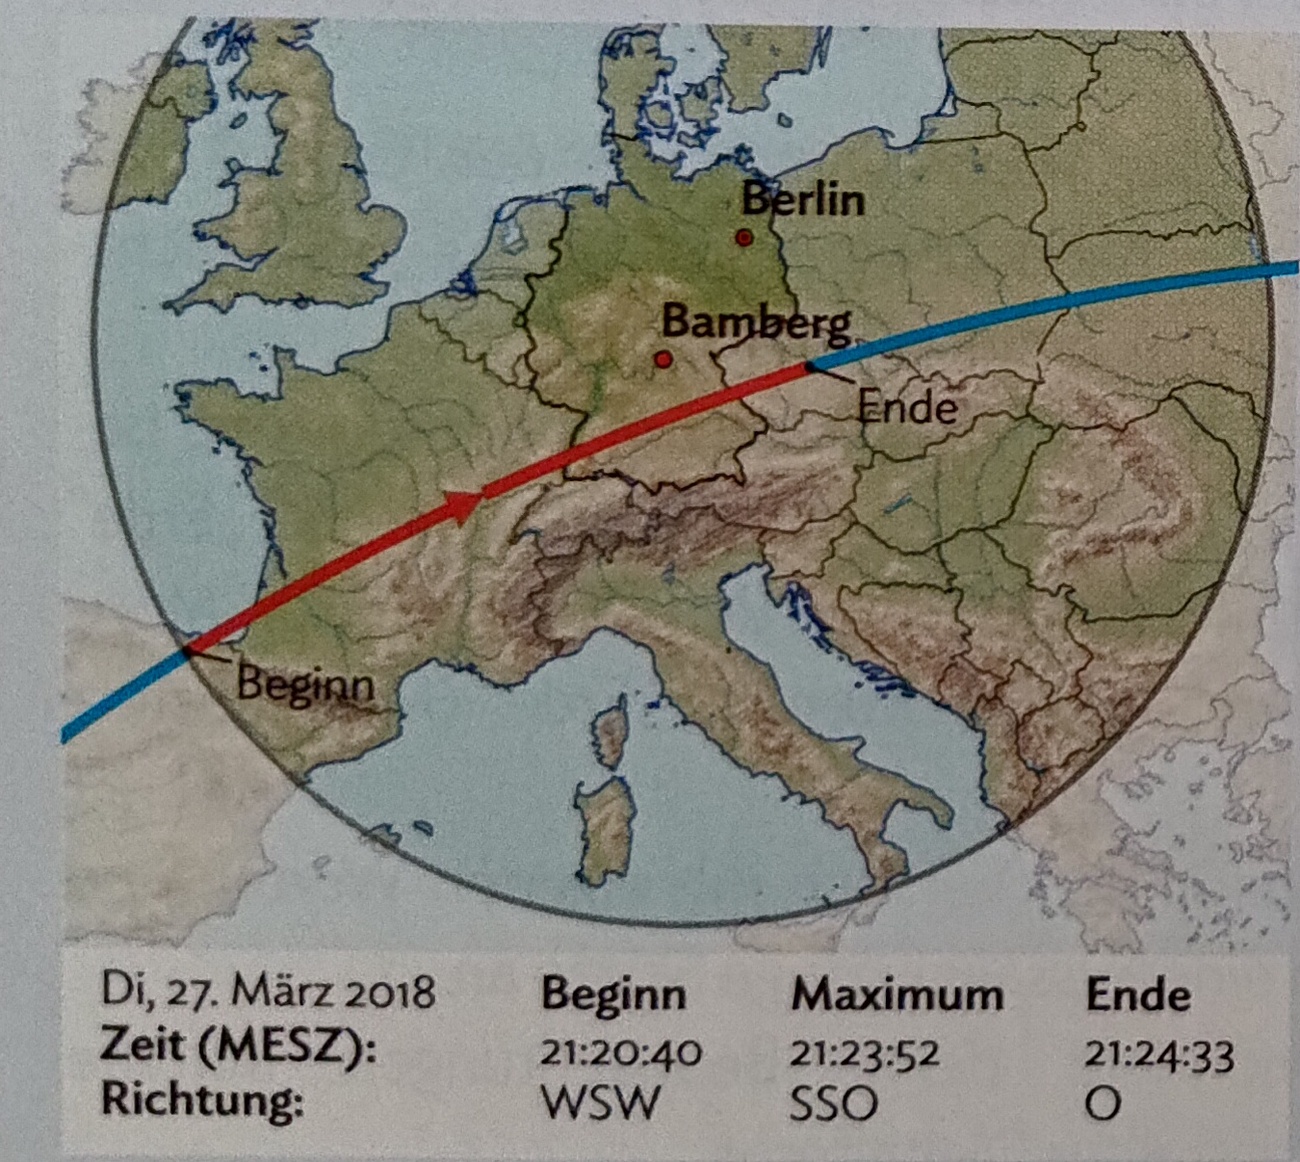 Berlin
Bamberg
Ende
Beginn
Di, 27. März 2018 Beginn Maximum Ende
Zeit (MESZ): 21:20:40 21:23:52 21:24:33
Richtung: WSW SSO O